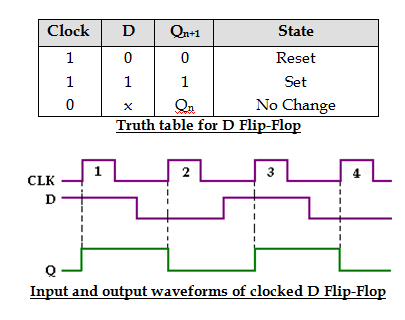 Clock D Qn+1 State
1 0 0 Reset
1 1 1 Set
0 x Qn No Change
Truth table for D Flip-Flop
1 2 3 4
CLK
D
Q
Input and output waveforms of clocked D Flip-Flop